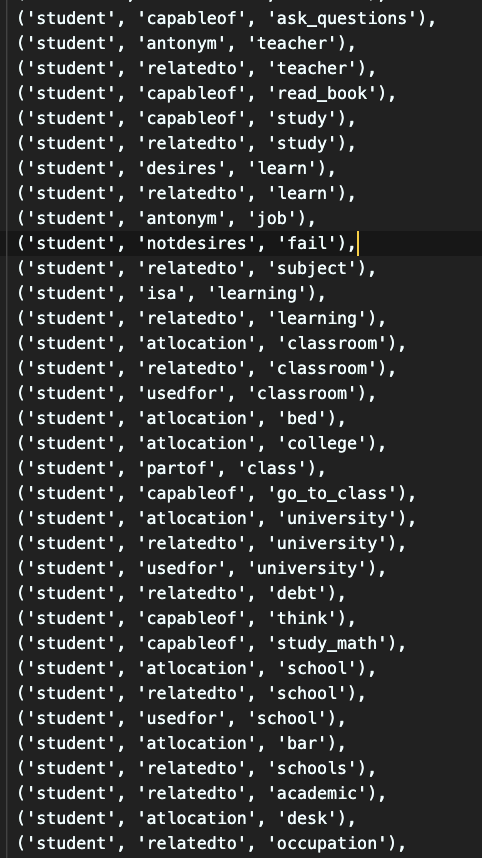 ('student', 'capableof', 'ask_questions'),
('student', 'antonym', 'teacher'),
('student', 'relatedto', 'teacher'),
('student', 'capableof', 'read_book'),
('student', 'capableof', 'study'),
('student', 'relatedto', 'study'),
('student', 'desires', 'learn'),
('student', 'relatedto', 'learn'),
('student', 'antonym', 'job'),
('student', 'notdesires', 'fail'),
('student', 'relatedto', 'subject'),
('student', 'isa', 'learning'),
('student', 'relatedto', 'learning'),
('student', 'atlocation', 'classroom'),
('student', 'relatedto', 'classroom'),
('student', 'usedfor', 'classroom'),
('student', 'atlocation', 'bed'),
('student', 'atlocation', 'college'),
('student', 'partof', 'class'),
('student', 'capableof', 'go_to_class'),
('student', 'atlocation', 'university'),
('student', 'relatedto', 'university'),
('student', 'usedfor', 'university'),
('student', 'relatedto', 'debt'),
('student', 'capableof', 'think'),
('student', 'capableof', 'study_math'),
('student', 'atlocation', 'school'),
('student', 'relatedto', 'school'),
('student', 'usedfor', 'school'),
('student', 'atlocation', 'bar'),
('student', 'relatedto', 'schools'),
('student', 'relatedto', 'academic'),
('student', 'atlocation', 'desk'),
('student', 'relatedto', 'occupation'),